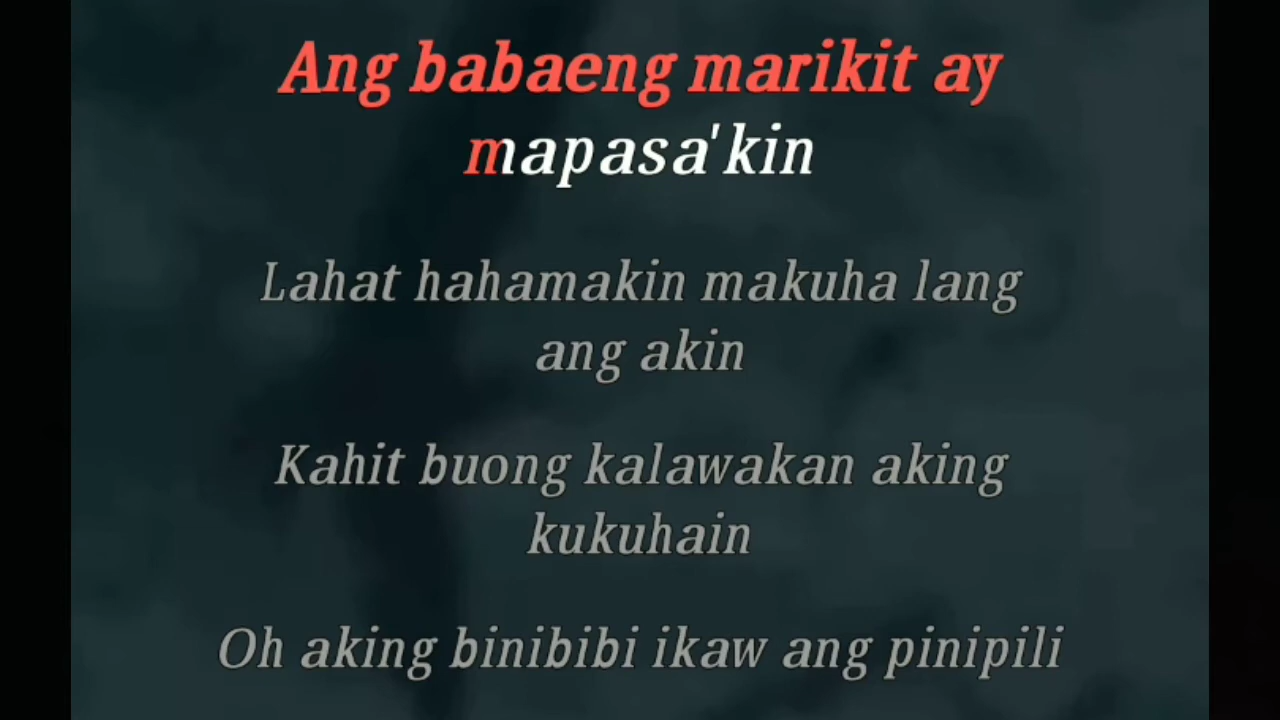 Ang babaeng marikit ay
mapasa'kin
Lahat hahamakin makuha lang
ang akin
Kahit buong kalawakan aking
kukuhain
Oh aking binibibi ikaw ang pinipili